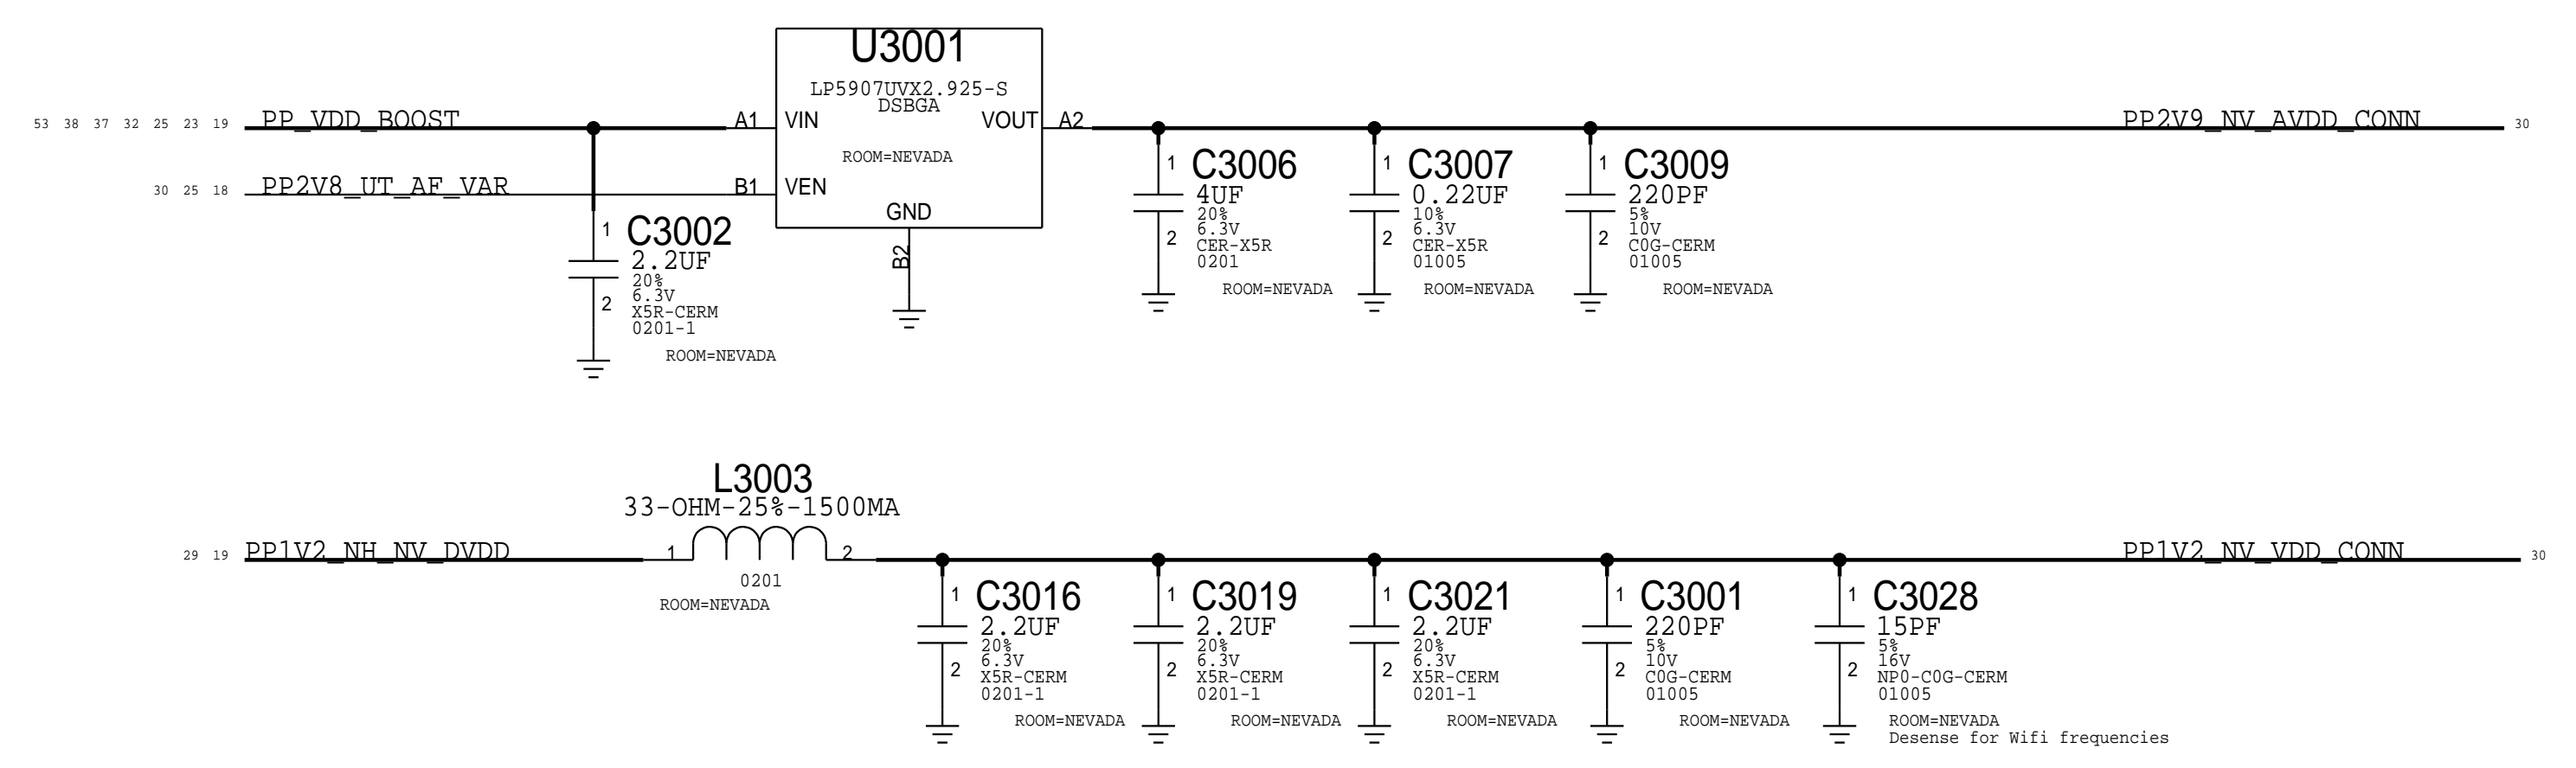 U3001
LP5907UVX2.925-S
DSBGA
53 38 37 32 25 23 19 PP_VDD_BOOST A1 VIN VOUT A2 PP2V9_NV_AVDD_CONN 30
ROOM=NEVADA
30 25 18 PP2V8_UT_AF_VAR B1 VEN
GND
B2
1 C3002
2.2UF
20%
6.3V
2
X5R-CERM
0201-1
ROOM=NEVADA
1 C3006
4UF
20%
6.3V
2
CER-X5R
0201
ROOM=NEVADA
1 C3007
0.22UF
10%
6.3V
2
CER-X5R
01005
ROOM=NEVADA
1 C3009
220PF
5%
10V
2
C0G-CERM
01005
ROOM=NEVADA
L3003
33-OHM-25%-1500MA
29 19 PP1V2_NH_NV_DVDD 1 2 PP1V2_NV_VDD_CONN 30
0201
ROOM=NEVADA
1 C3016
2.2UF
20%
6.3V
2
X5R-CERM
0201-1
ROOM=NEVADA
1 C3019
2.2UF
20%
6.3V
2
X5R-CERM
0201-1
ROOM=NEVADA
1 C3021
2.2UF
20%
6.3V
2
X5R-CERM
0201-1
ROOM=NEVADA
1 C3001
220PF
5%
10V
2
C0G-CERM
01005
ROOM=NEVADA
1 C3028
15PF
5%
16V
2
NP0-C0G-CERM
01005
ROOM=NEVADA
Desense for Wifi frequencies